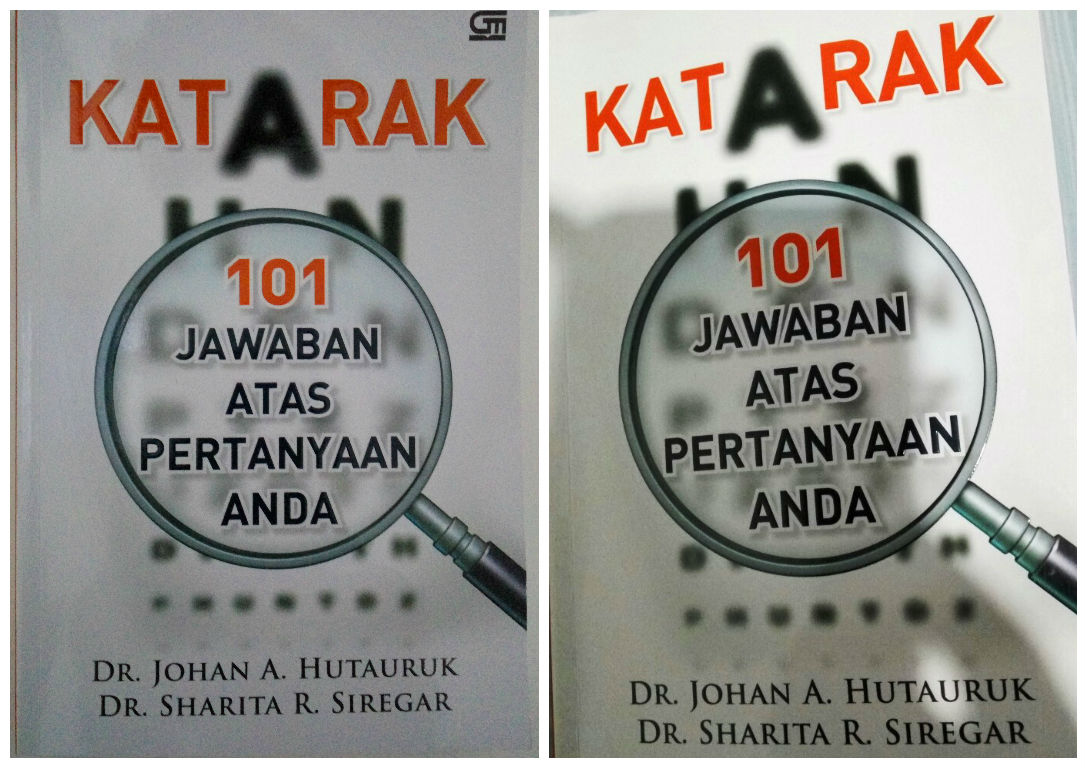 KATARAK
H N
101
JAWABAN
ATAS
PERTANYAAN
ANDA
DR. JOHAN A. HUTAURUK
DR. SHARITA R. SIREGAR
KATARAK
H N
101
JAWABAN
ATAS
PERTANYAAN
ANDA
DR. JOHAN A. HUTAURUK
DR. SHARITA R. SIREGAR